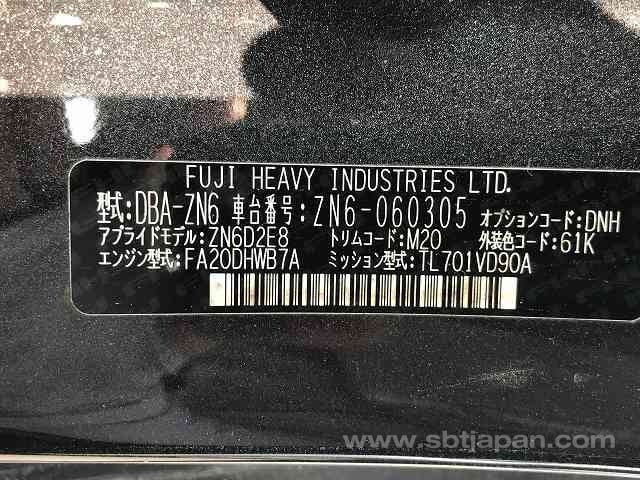 FUJI HEAVY INDUSTRIES LTD.
型式:DBA-ZN6 車台番号:ZN6-060305 オプションコード:DNH
アプライドモデル:ZN6D2E8 トリムコード:M20 外装色コード:61K
エンジン型式:FA20DHWB7A ミッション型式:TL701VD90A
www.sbtjapan.com